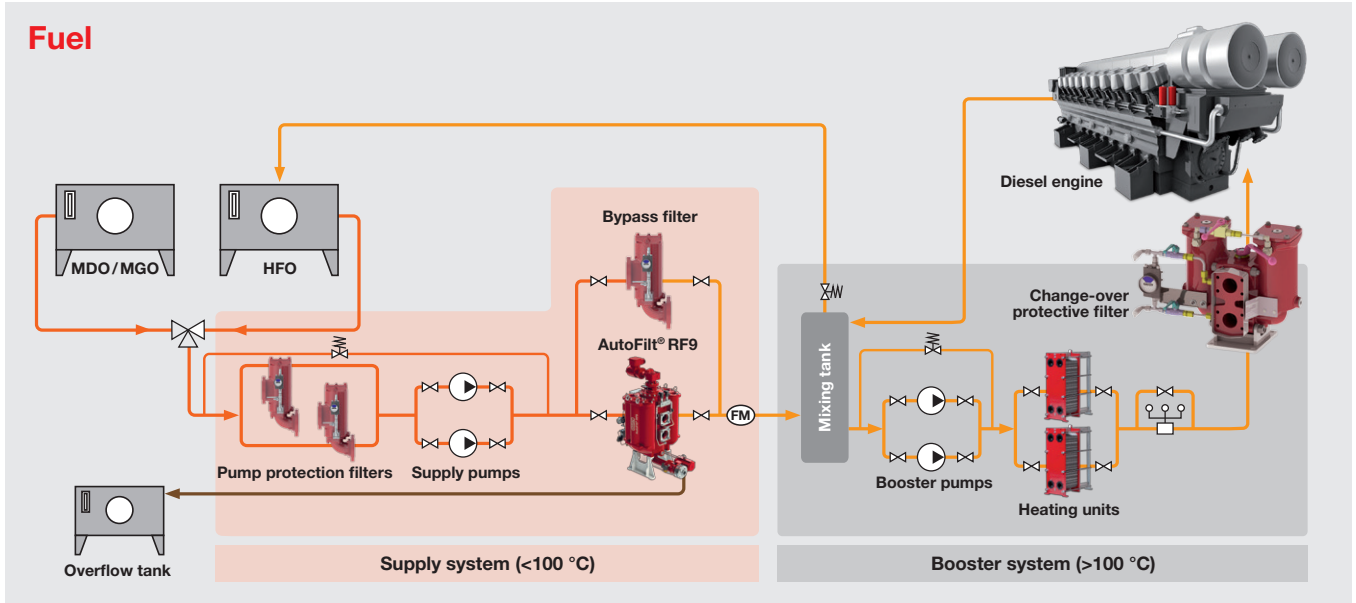 Fuel
Diesel engine
MDO / MGO
HFO
Bypass filter
Change-over
protective filter
AutoFilt® RF9
Mixing tank
FM
Pump protection filters
Supply pumps
Booster pumps
Heating units
Overflow tank
Supply system (<100 °C)
Booster system (>100 °C)